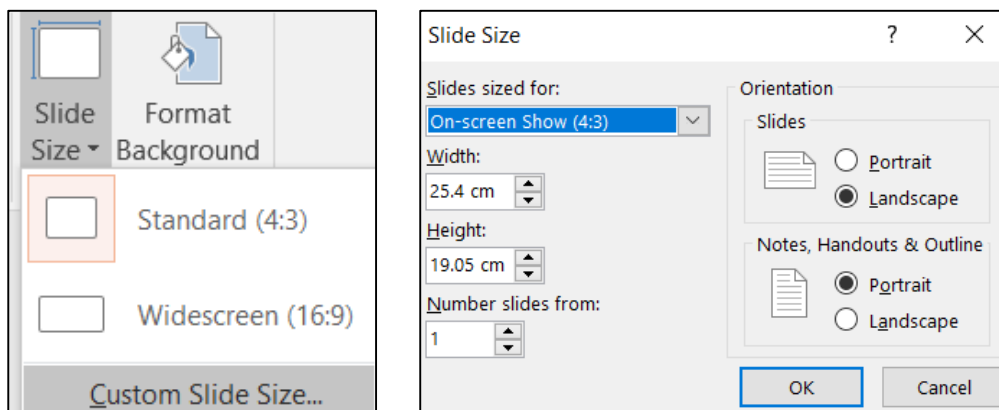 Slide
Size
Format
Background
Standard (4:3)
Widescreen (16:9)
Custom Slide Size...
Slide Size
Slides sized for:
On-screen Show (4:3)
Width:
25.4 cm
Height:
19.05 cm
Number slides from:
1
Orientation
Slides
Portrait
Landscape
Notes, Handouts & Outline
Portrait
Landscape
OK
Cancel